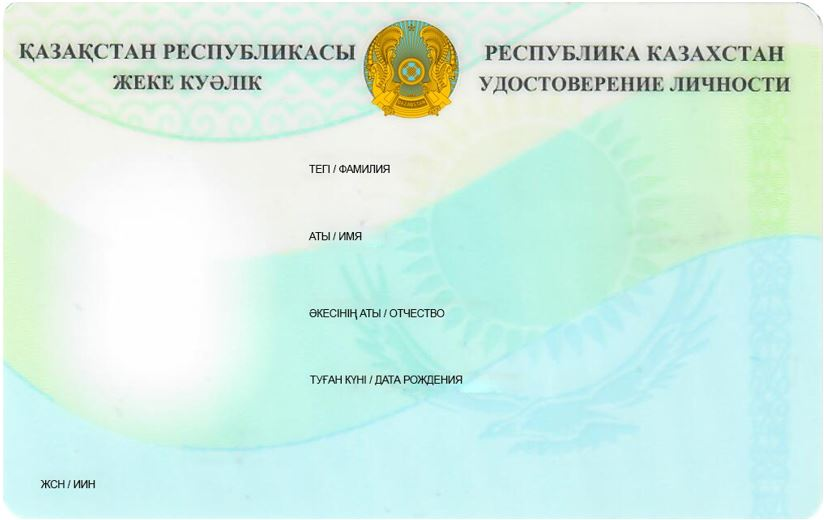 ҚАЗАҚСТАН РЕСПУБЛИКАСЫ
ЖЕКЕ КУӘЛІК
РЕСПУБЛИКА КАЗАХСТАН
УДОСТОВЕРЕНИЕ ЛИЧНОСТИ
ТЕГІ / ФАМИЛИЯ
АТЫ / ИМЯ
ӘКЕСІНІҢ АТЫ / ОТЧЕСТВО
ТУҒАН КҮНІ / ДАТА РОЖДЕНИЯ
ЖСН / ИИН